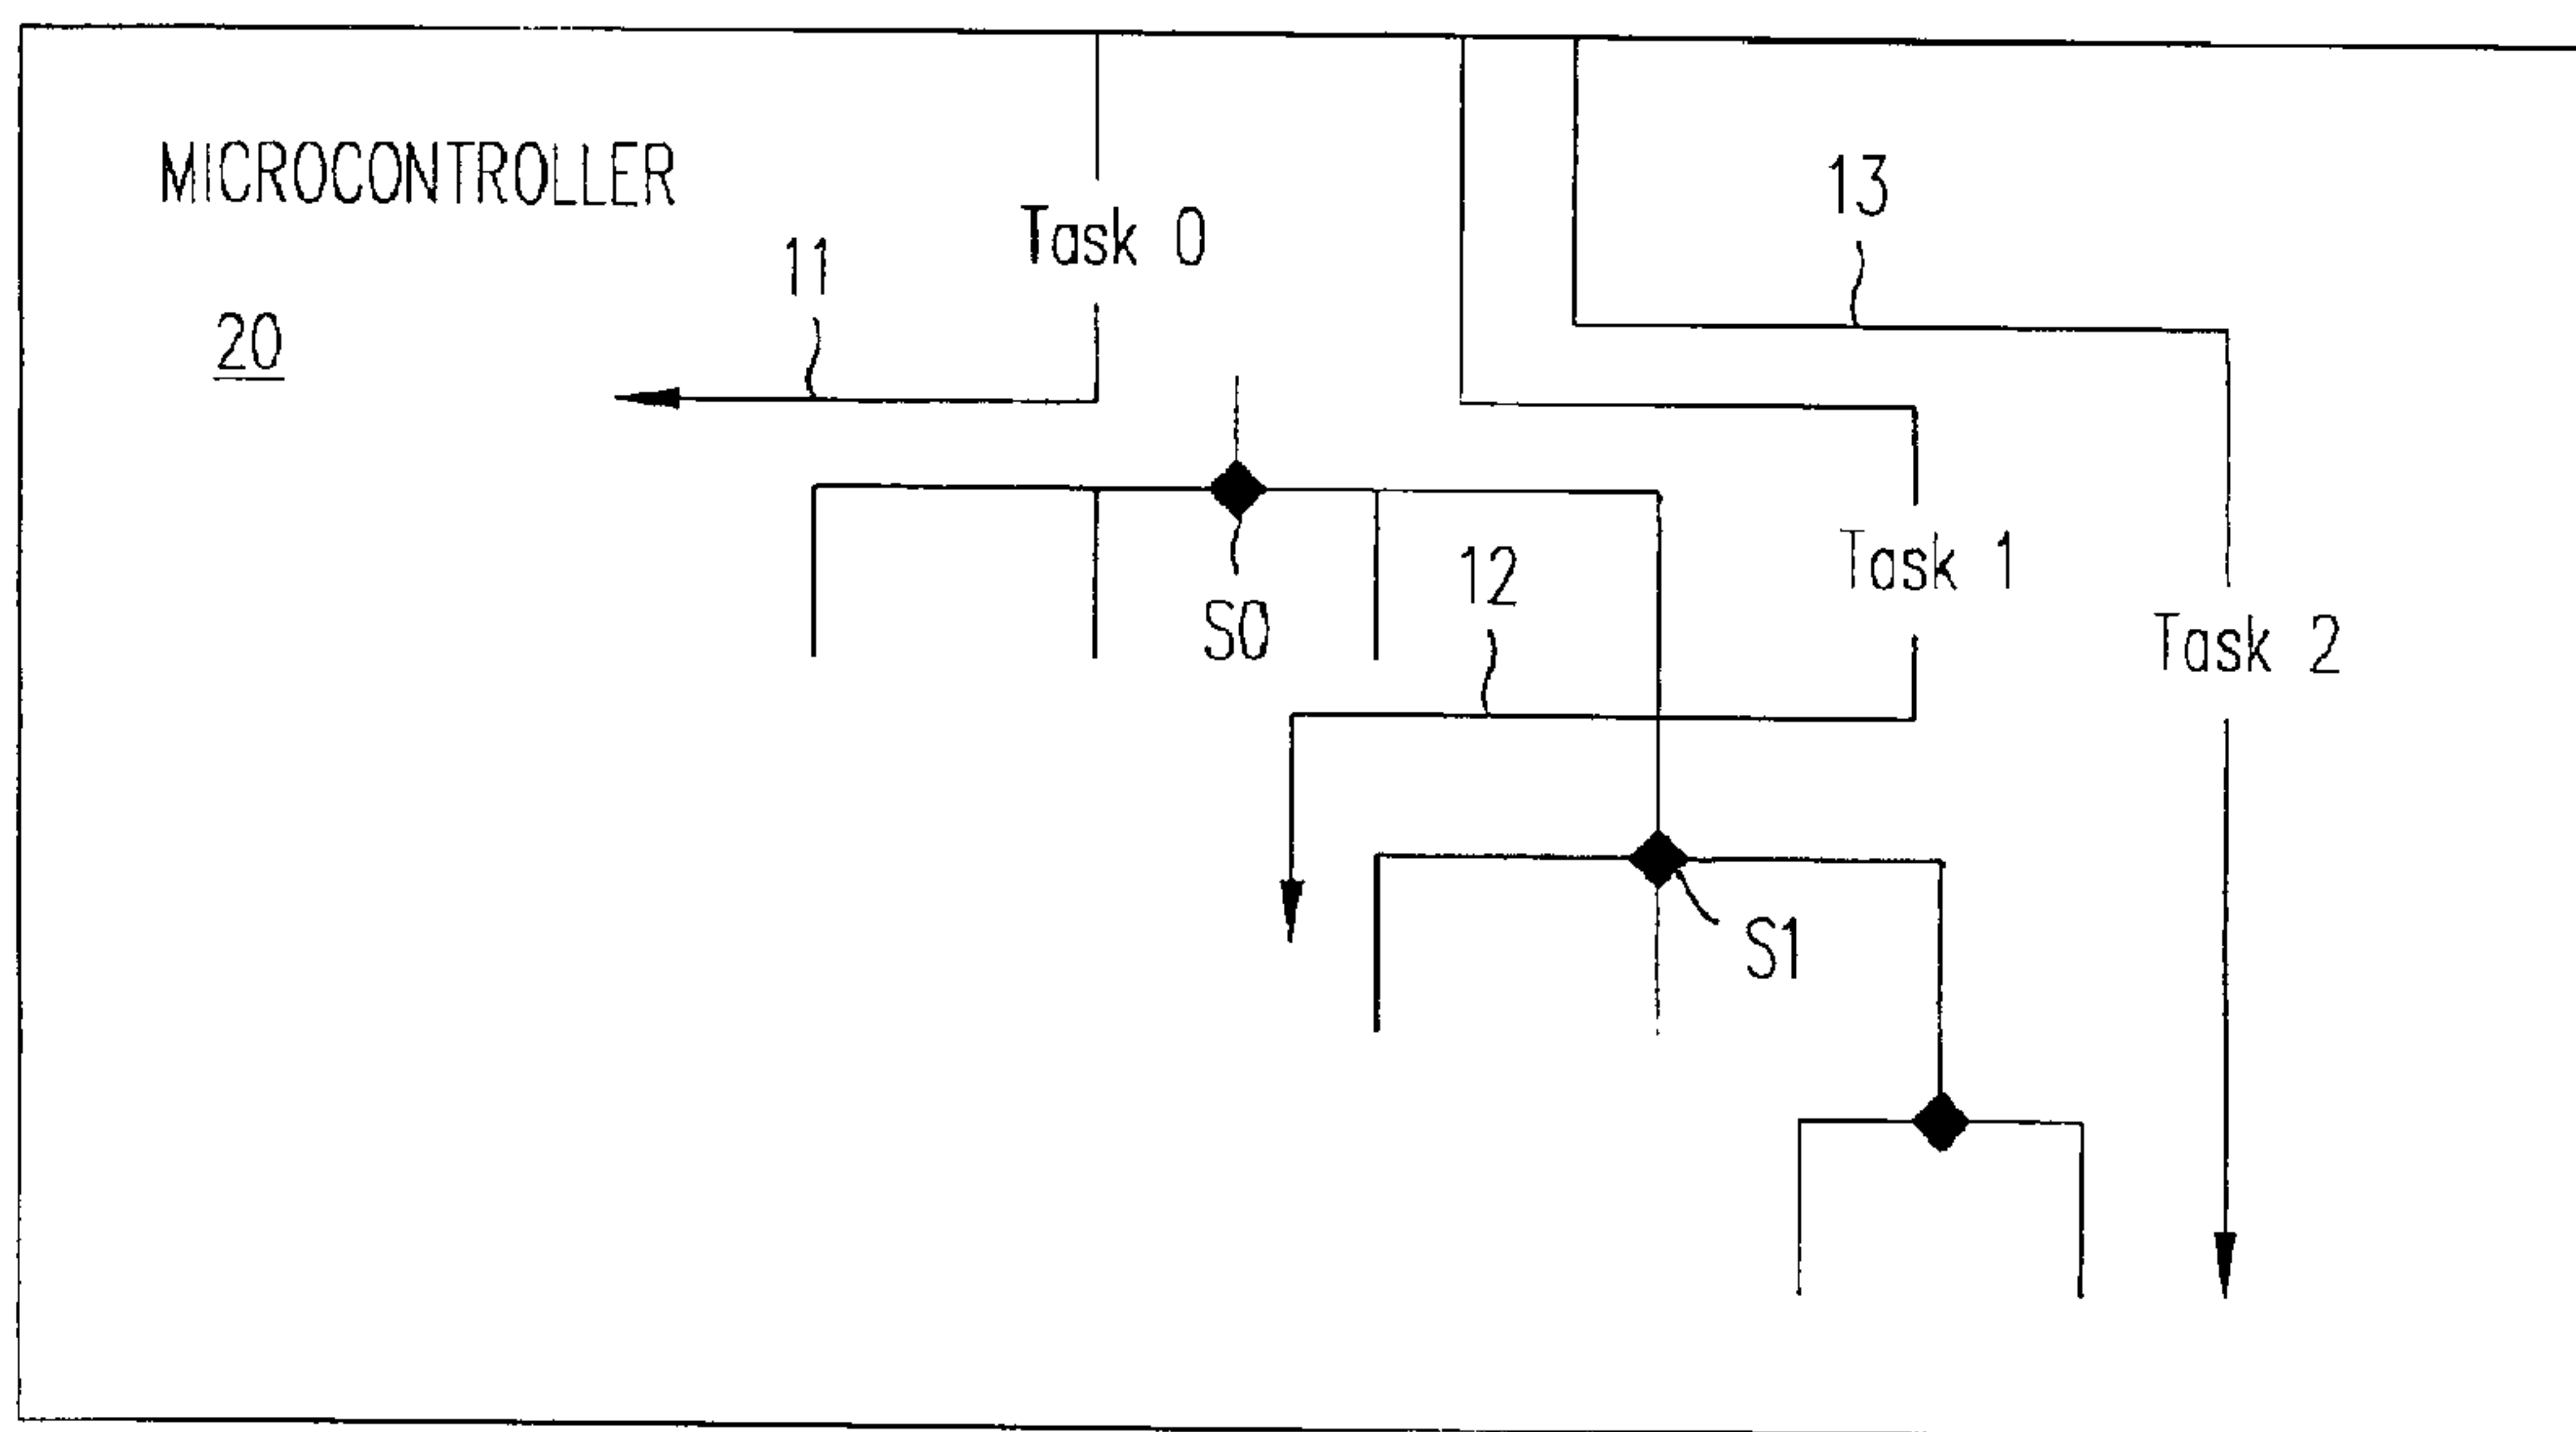 MICROCONTROLLER
20
11
Task 0
13
S0
12
Task 1
Task 2
S1